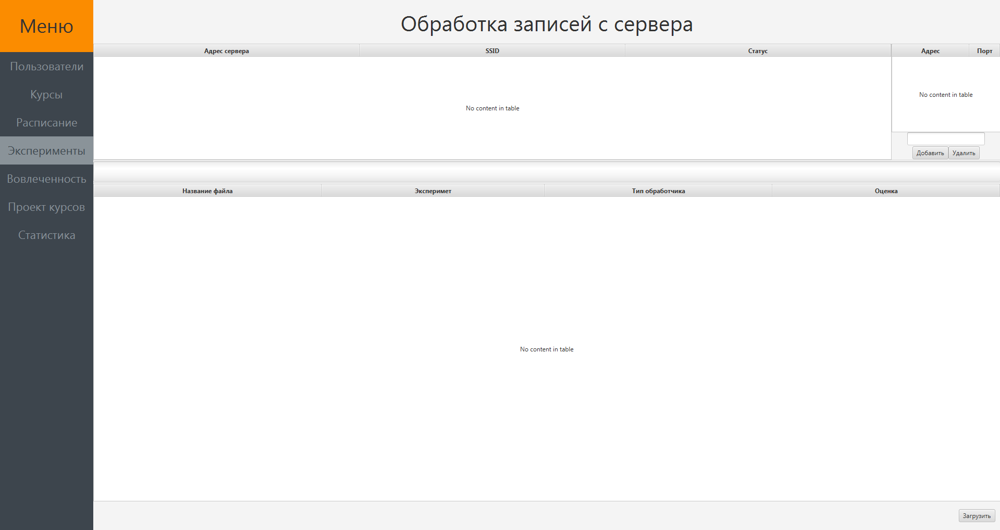 Меню
Пользователи
Курсы
Расписание
Эксперименты
Вовлеченность
Проект курсов
Статистика
Обработка записей с сервера
Адрес сервера SSID Статус
No content in table
Адрес Порт
No content in table
Добавить Удалить
Название файла Эксперимет Тип обработчика Оценка
No content in table
Загрузить